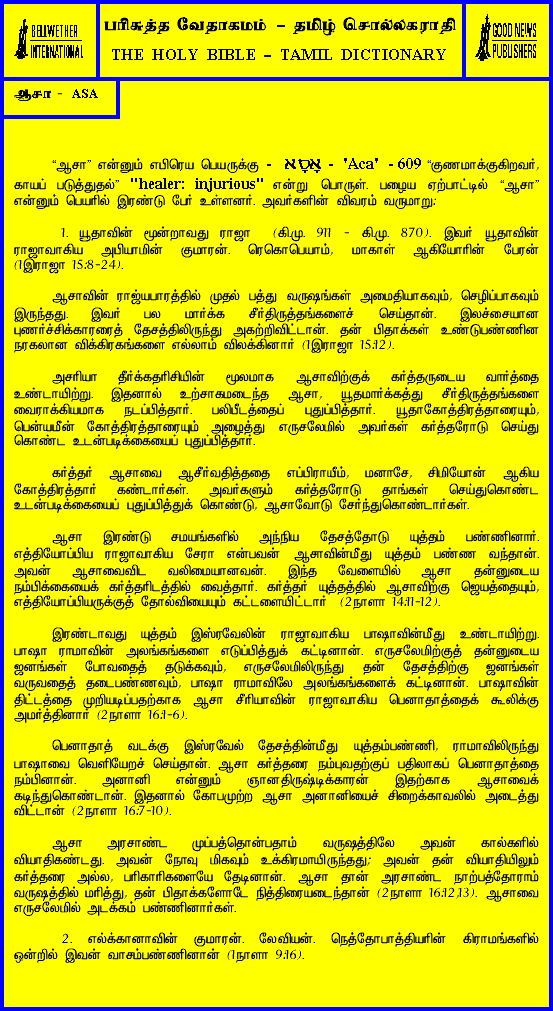 BELLWETHER
INTERNATIONAL
பரிசுத்த வேதாகமம் - தமிழ் சொல்லகராதி
THE HOLY BIBLE – TAMIL DICTIONARY
GOOD NEWS
PUBLISHERS
ஆசா - ASA
“ஆசா” என்னும் எபிரெய பெயருக்கு - אָסָא - 'Aca' - 609 “குணமாக்குகிறவர்,
காயப் படுத்துதல்” "healer: injurious" என்று பொருள். பழைய ஏற்பாட்டில் “ஆசா”
என்னும் பெயரில் இரண்டு பேர் உள்ளனர். அவர்களின் விவரம் வருமாறு;
1. யூதாவின் மூன்றாவது ராஜா (கி.மு. 911 - கி.மு. 870). இவர் யூதாவின்
ராஜாவாகிய அபியாமின் குமாரன். ரெகொபெயாம், மாகாள் ஆகியோரின் பேரன்
(1இராஜா 15:8-24).
ஆசாவின் ராஜ்யபாரத்தில் முதல் பத்து வருஷங்கள் அமைதியாகவும், செழிப்பாகவும்
இருந்தது. இவர் பல மார்க்க சீர்திருத்தங்களைச் செய்தான். இலச்சையான
புணர்ச்சிக்காரரைத் தேசத்திலிருந்து அகற்றிவிட்டான். தன் பிதாக்கள் உண்டுபண்ணின
நரகலான விக்கிரகங்களை எல்லாம் விலக்கினார் (1இராஜா 15:12).
அசரியா தீர்க்கதரிசியின் மூலமாக ஆசாவிற்குக் கர்த்தருடைய வார்த்தை
உண்டாயிற்று. இதனால் உற்சாகமடைந்த ஆசா, யூதமார்க்கத்து சீர்திருத்தங்களை
வைராக்கியமாக நடப்பித்தார். பலிபீடத்தைப் புதுப்பித்தார். யூதாகோத்திரத்தாரையும்,
பென்யமீன் கோத்திரத்தாரையும் அழைத்து எருசலேமில் அவர்கள் கர்த்தரோடு செய்து
கொண்ட உடன்படிக்கையைப் புதுப்பித்தார்.
கர்த்தர் ஆசாவை ஆசீர்வதித்ததை எப்பிராயீம், மனாசே, சிமியோன் ஆகிய
கோத்திரத்தார் கண்டார்கள். அவர்களும் கர்த்தரோடு தாங்கள் செய்துகொண்ட
உடன்படிக்கையைப் புதுப்பித்துக் கொண்டு, ஆசாவோடு சேர்ந்துகொண்டார்கள்.
ஆசா இரண்டு சமயங்களில் அந்நிய தேசத்தோடு யுத்தம் பண்ணினார்.
எத்தியோப்பிய ராஜாவாகிய சேரா என்பவன் ஆசாவின்மீது யுத்தம் பண்ண வந்தான்.
அவன் ஆசாவைவிட வலிமையானவன். இந்த வேளையில் ஆசா தன்னுடைய
நம்பிக்கையைக் கர்த்தரிடத்தில் வைத்தார். கர்த்தர் யுத்தத்தில் ஆசாவிற்கு ஜெயத்தையும்,
எத்தியோப்பியருக்குத் தோல்வியையும் கட்டளையிட்டார் (2நாளா 14:11-12).
இரண்டாவது யுத்தம் இஸ்ரவேலின் ராஜாவாகிய பாஷாவின்மீது உண்டாயிற்று.
பாஷா ராமாவின் அலங்கங்களை எடுப்பித்துக் கட்டினான். எருசலேமிற்குத் தன்னுடைய
ஜனங்கள் போவதைத் தடுக்கவும், எருசலேமிலிருந்து தன் தேசத்திற்கு ஜனங்கள்
வருவதைத் தடைபண்ணவும், பாஷா ராமாவிலே அலங்கங்களைக் கட்டினான். பாஷாவின்
திட்டத்தை முறியடிப்பதற்காக ஆசா சீரியாவின் ராஜாவாகிய பெனாதாத்தைக் கூலிக்கு
அமர்த்தினார் (2நாளா 16:1-6).
பெனாதாத் வடக்கு இஸ்ரவேல் தேசத்தின்மீது யுத்தம்பண்ணி, ராமாவிலிருந்து
பாஷாவை வெளியேறச் செய்தான். ஆசா கர்த்தரை நம்புவதற்குப் பதிலாகப் பெனாதாத்தை
நம்பினான். அனானி என்னும் ஞானதிருஷ்டிக்காரன் இதற்காக ஆசாவைக்
கடிந்துகொண்டான். இதனால் கோபமுற்ற ஆசா அனானியைச் சிறைக்காவலில் அடைத்து
விட்டான் (2நாளா 16:7-10).
ஆசா அரசாண்ட முப்பத்தொன்பதாம் வருஷத்திலே அவன் கால்களில்
வியாதிகண்டது. அவன் நோவு மிகவும் உக்கிரமாயிருந்தது; அவன் தன் வியாதியிலும்
கர்த்தரை அல்ல, பரிகாரிகளையே தேடினான். ஆசா தான் அரசாண்ட நாற்பத்தோராம்
வருஷத்தில் மரித்து, தன் பிதாக்களோடே நித்திரையடைந்தான் (2நாளா 16:12,13). ஆசாவை
எருசலேமில் அடக்கம் பண்ணினார்கள்.
2. எல்க்கானாவின் குமாரன். லேவியன். நெத்தோபாத்தியரின் கிராமங்களில்
ஒன்றில் இவன் வாசம்பண்ணினான் (1நாளா 9:16).